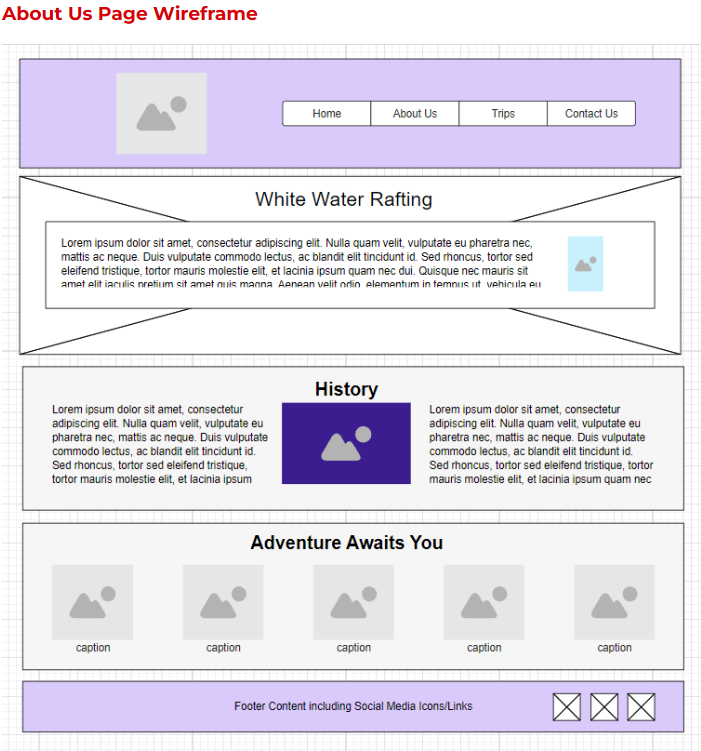 About Us Page Wireframe
Home About Us Trips Contact Us
White Water Rafting
Lorem ipsum dolor sit amet, consectetur adipiscing elit. Nulla quam velit, vulputate eu pharetra nec,
mattis ac neque. Duis vulputate commodo lectus, ac blandit elit tincidunt id. Sed rhoncus, tortor sed
eleifend tristique, tortor mauris molestie elit, et lacinia ipsum quam nec dui. Quisque nec mauris sit
amet elit iaculis pretium sit amet quis magna. Aenean velit odio, elementum in tempus ut, vehicula eu
History
Lorem ipsum dolor sit amet, consectetur
adipiscing elit. Nulla quam velit, vulputate eu
pharetra nec, mattis ac neque. Duis vulputate
commodo lectus, ac blandit elit tincidunt id.
Sed rhoncus, tortor sed eleifend tristique,
tortor mauris molestie elit, et lacinia ipsum
Lorem ipsum dolor sit amet, consectetur
adipiscing elit. Nulla quam velit, vulputate eu
pharetra nec, mattis ac neque. Duis vulputate
commodo lectus, ac blandit elit tincidunt id.
Sed rhoncus, tortor sed eleifend tristique, tortor
mauris molestie elit, et lacinia ipsum quam nec
Adventure Awaits You
caption caption caption caption caption
Footer Content including Social Media Icons/Links